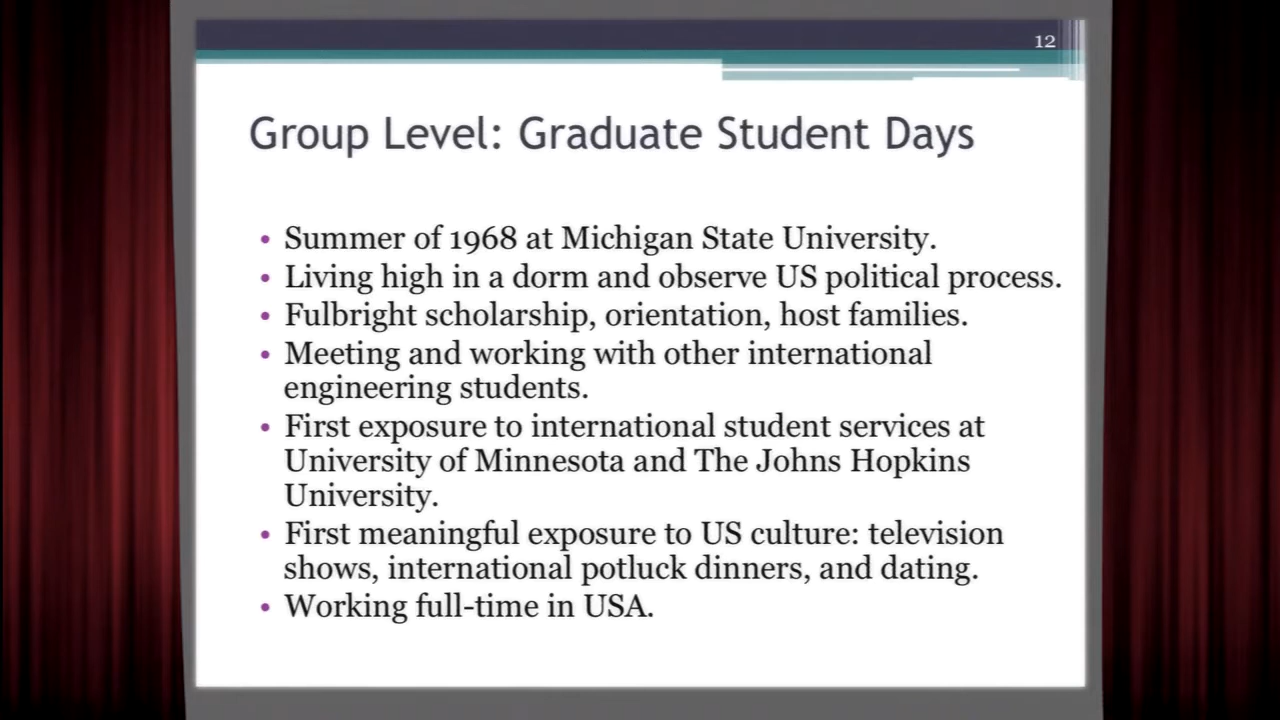 12
Group Level: Graduate Student Days
• Summer of 1968 at Michigan State University.
• Living high in a dorm and observe US political process.
• Fulbright scholarship, orientation, host families.
• Meeting and working with other international
engineering students.
• First exposure to international student services at
University of Minnesota and The Johns Hopkins
University.
• First meaningful exposure to US culture: television
shows, international potluck dinners, and dating.
• Working full-time in USA.